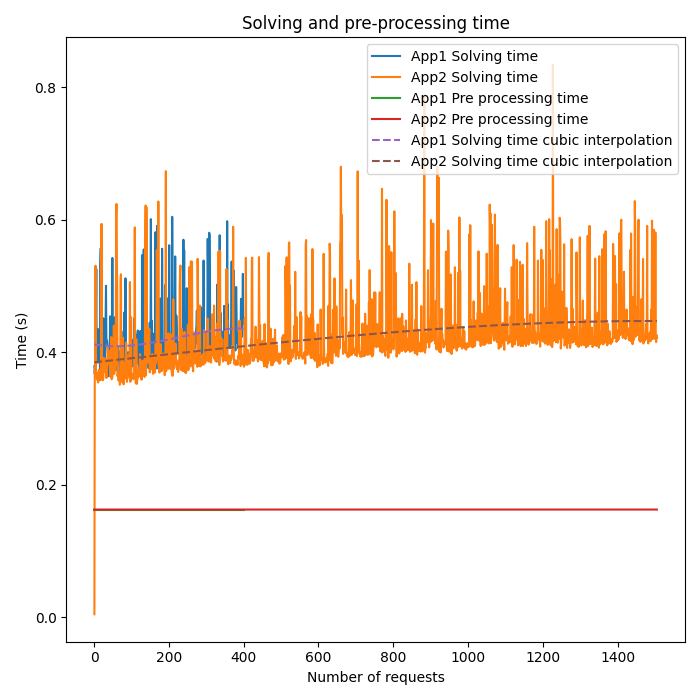 Solving and pre-processing time
App1 Solving time
App2 Solving time
App1 Pre processing time
App2 Pre processing time
App1 Solving time cubic interpolation
App2 Solving time cubic interpolation
Time (s)
0.8
0.6
0.4
0.2
0.0
0 200 400 600 800 1000 1200 1400
Number of requests